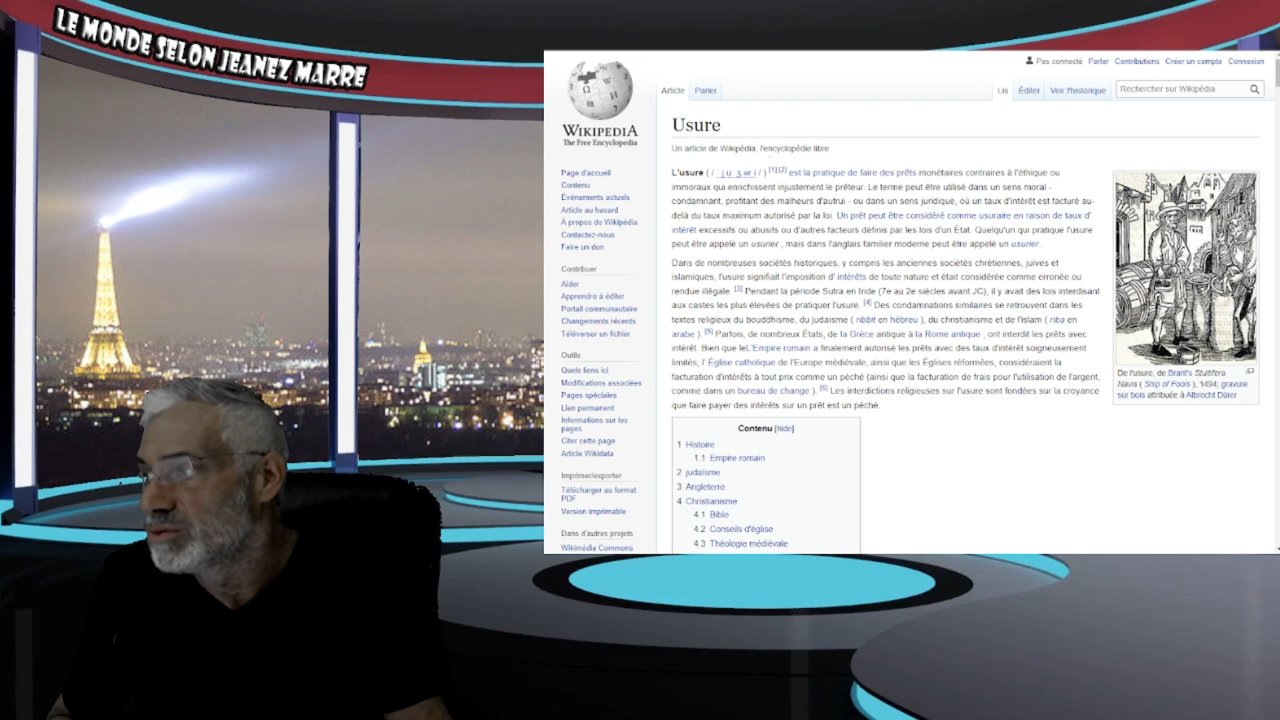 LE MONDE SELON JEANEZ MARRE
Pas connecté Parler Contributions Créer un compte Connexion
Article Parler Lis Éditer Voir l'historique Rechercher sur Wikipédia
WIKIPEDIA
The Free Encyclopedia
Usure
Un article de Wikipédia, l'encyclopédie libre
Page d'accueil
Contenu
Événements actuels
Article au hasard
À propos de Wikipédia
Contactez-nous
Faire un don
Contribuer
Aider
Apprendre à éditer
Portail communautaire
Changements récents
Téléverser un fichier
Outils
Quels liens ici
Modifications associées
Pages spéciales
Lien permanent
Informations sur les
pages
Citer cette page
Article Wikidata
Imprimer/exporter
Télécharger au format
PDF
Version imprimable
Dans d'autres projets
Wikimédia Commons
L'usure ( / ˈ j uː ʒ ər i / ) [1] [2] est la pratique de faire des prêts monétaires contraires à l'éthique ou
immoraux qui enrichissent injustement le prêteur. Le terme peut être utilisé dans un sens moral -
condamnant, profitant des malheurs d'autrui - ou dans un sens juridique, où un taux d'intérêt est facturé au-
delà du taux maximum autorisé par la loi. Un prêt peut être considéré comme usuraire en raison de taux d'
intérêt excessifs ou abusifs ou d'autres facteurs définis par les lois d'un État. Quelqu'un qui pratique l'usure
peut être appelé un usurier , mais dans l'anglais familier moderne peut être appelé un usurier .
Dans de nombreuses sociétés historiques, y compris les anciennes sociétés chrétiennes, juives et
islamiques, l'usure signifiait l'imposition d' intérêts de toute nature et était considérée comme erronée ou
rendue illégale. [3] Pendant la période Sutra en Inde (7e au 2e siècles avant JC), il y avait des lois interdisant
aux castes les plus élevées de pratiquer l'usure. [4] Des condamnations similaires se retrouvent dans les
textes religieux du bouddhisme, du judaïsme ( ribbit en hébreu ), du christianisme et de l'islam ( riba en
arabe ). [5] Parfois, de nombreux États, de la Grèce antique à la Rome antique , ont interdit les prêts avec
intérêt. Bien que leL'Empire romain a finalement autorisé les prêts avec des taux d'intérêt soigneusement
limités, l' Église catholique de l'Europe médiévale, ainsi que les Églises réformées, considéraient la
facturation d'intérêts à tout prix comme un péché (ainsi que la facturation de frais pour l'utilisation de l'argent,
comme dans un bureau de change ). [6] Les interdictions religieuses sur l'usure sont fondées sur la croyance
que faire payer des intérêts sur un prêt est un péché.
De l'usure, de Brant's Stultifera
Navis ( Ship of Fools ), 1494; gravure
sur bois attribuée à Albrecht Dürer
Contenu [hide]
1 Histoire
1.1 Empire romain
2 judaïsme
3 Angleterre
4 Christianisme
4.1 Bible
4.2 Conseils d'église
4.3 Théologie médiévale